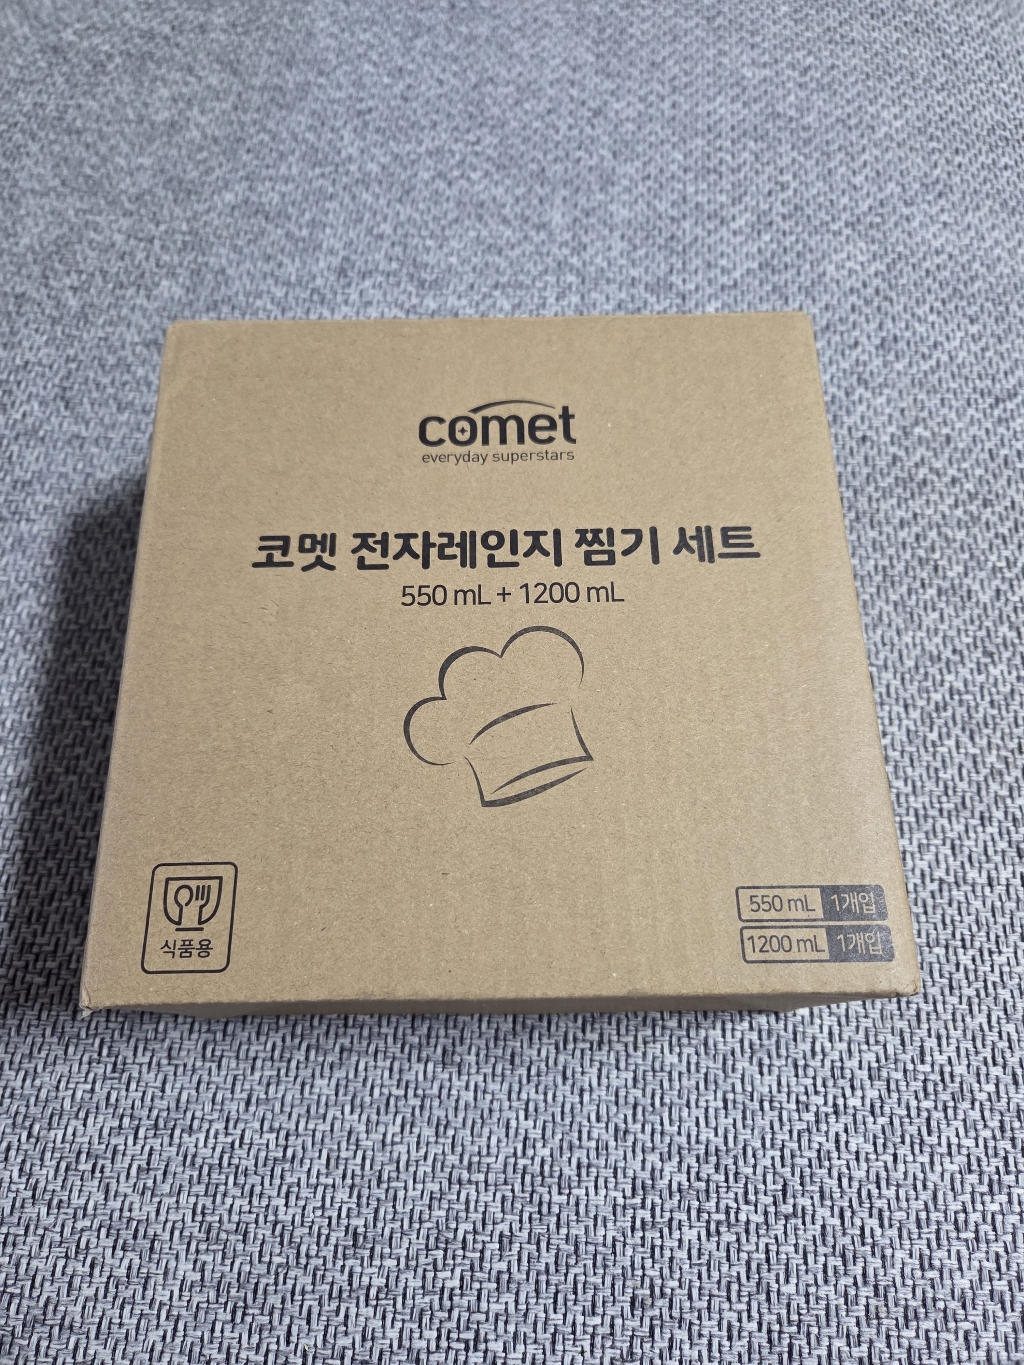 comet
everyday superstars
코멧 전자레인지 찜기 세트
550 mL + 1200 mL
식품용
550 mL 1개입
1200 mL 1개입